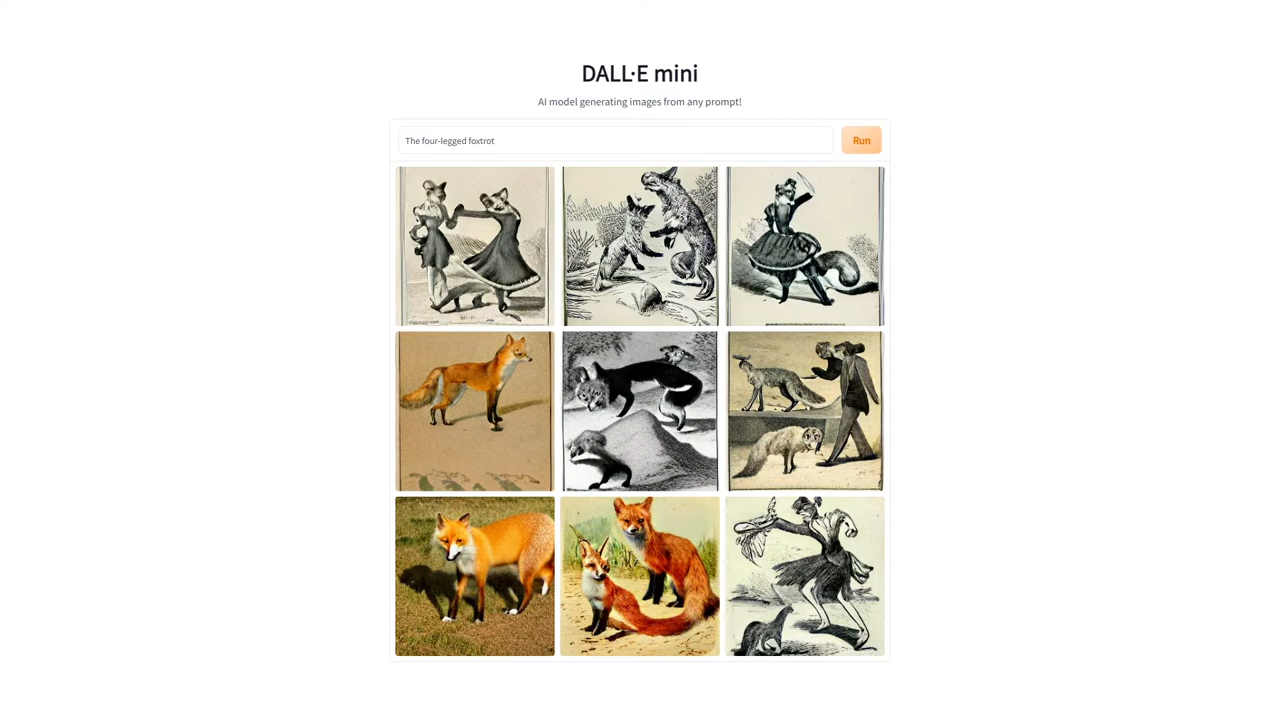 DALL·E mini
AI model generating images from any prompt!
The four-legged foxtrot
Run